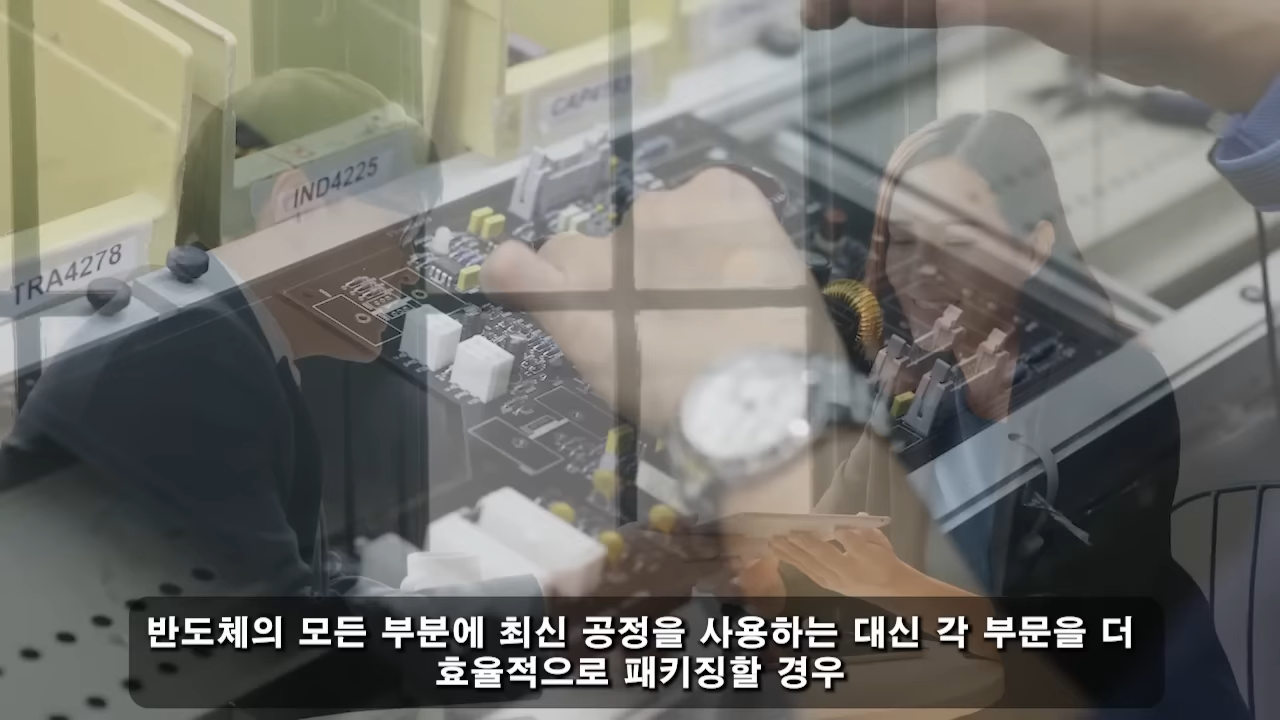 IND4225
TRA4278
반도체의 모든 부분에 최신 공정을 사용하는 대신 각 부문을 더
효율적으로 패키징할 경우